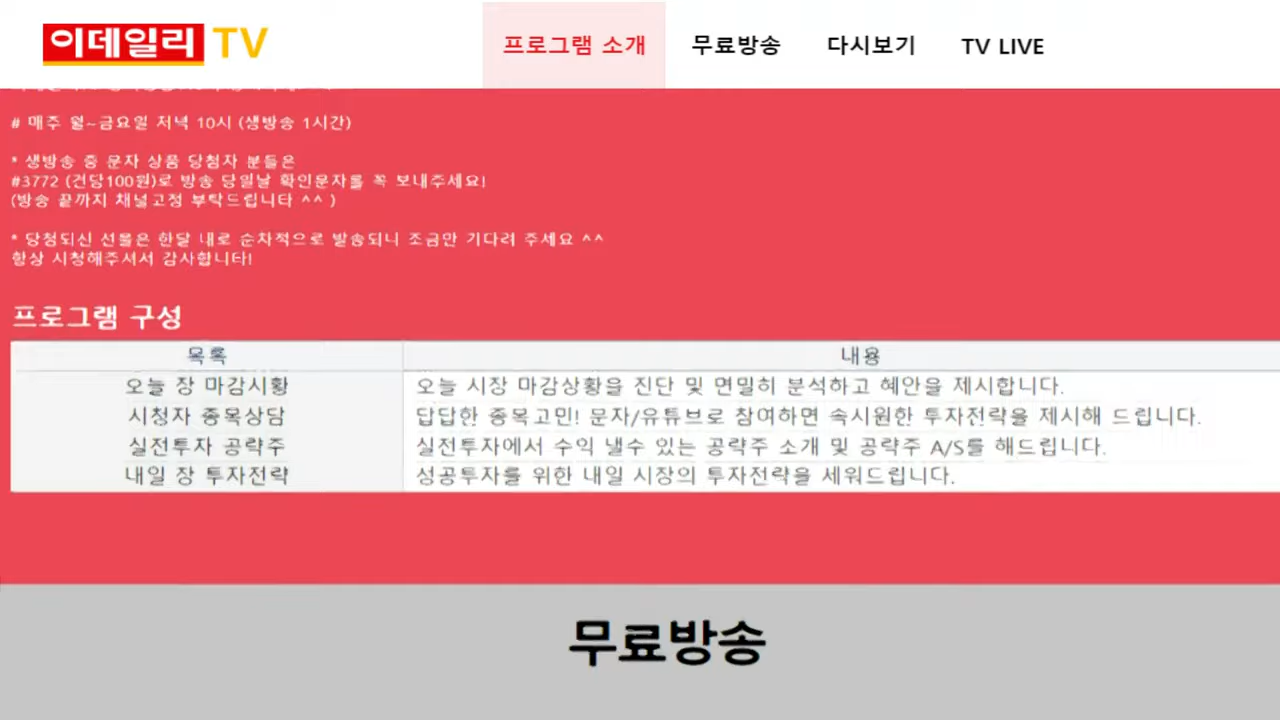 이데일리 TV
프로그램 소개 무료방송 다시보기 TV LIVE
# 매주 월~금요일 저녁 10시 (생방송 1시간)
* 생방송 중 문자 상품 당첨자 분들은
#3772 (건당100원)로 방송 당일날 확인문자를 꼭 보내주세요!
(방송 끝까지 채널고정 부탁드립니다 ^^ )
* 당첨되신 선물은 한달 내로 순차적으로 발송되니 조금만 기다려 주세요 ^^
항상 시청해주셔서 감사합니다!
프로그램 구성
목록 내용
오늘 장 마감시황 오늘 시장 마감상황을 진단 및 면밀히 분석하고 혜안을 제시합니다.
시청자 종목상담 답답한 종목고민! 문자/유튜브로 참여하면 속시원한 투자전략을 제시해 드립니다.
실전투자 공략주 실전투자에서 수익 낼수 있는 공략주 소개 및 공략주 A/S를 해드립니다.
내일 장 투자전략 성공투자를 위한 내일 시장의 투자전략을 세워드립니다.
무료방송